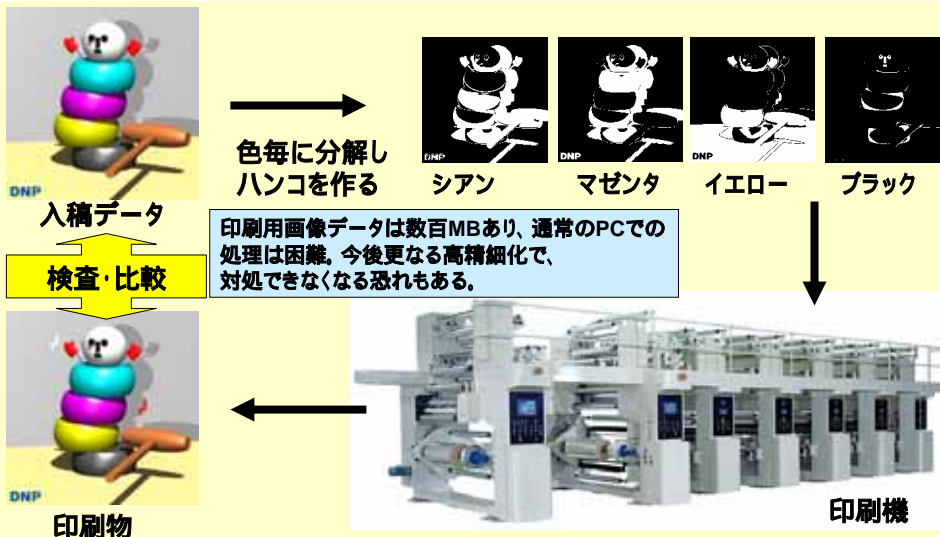 DNP
入稿データ
色毎に分解し
ハンコを作る
DNP
シアン
DNP
マゼンタ
DNP
イエロー
ブラック
印刷用画像データは数百MBあり、通常のPCでの
処理は困難。今後更なる高精細化で、
対処できなくなる恐れもある。
検査・比較
DNP
印刷物
印刷機